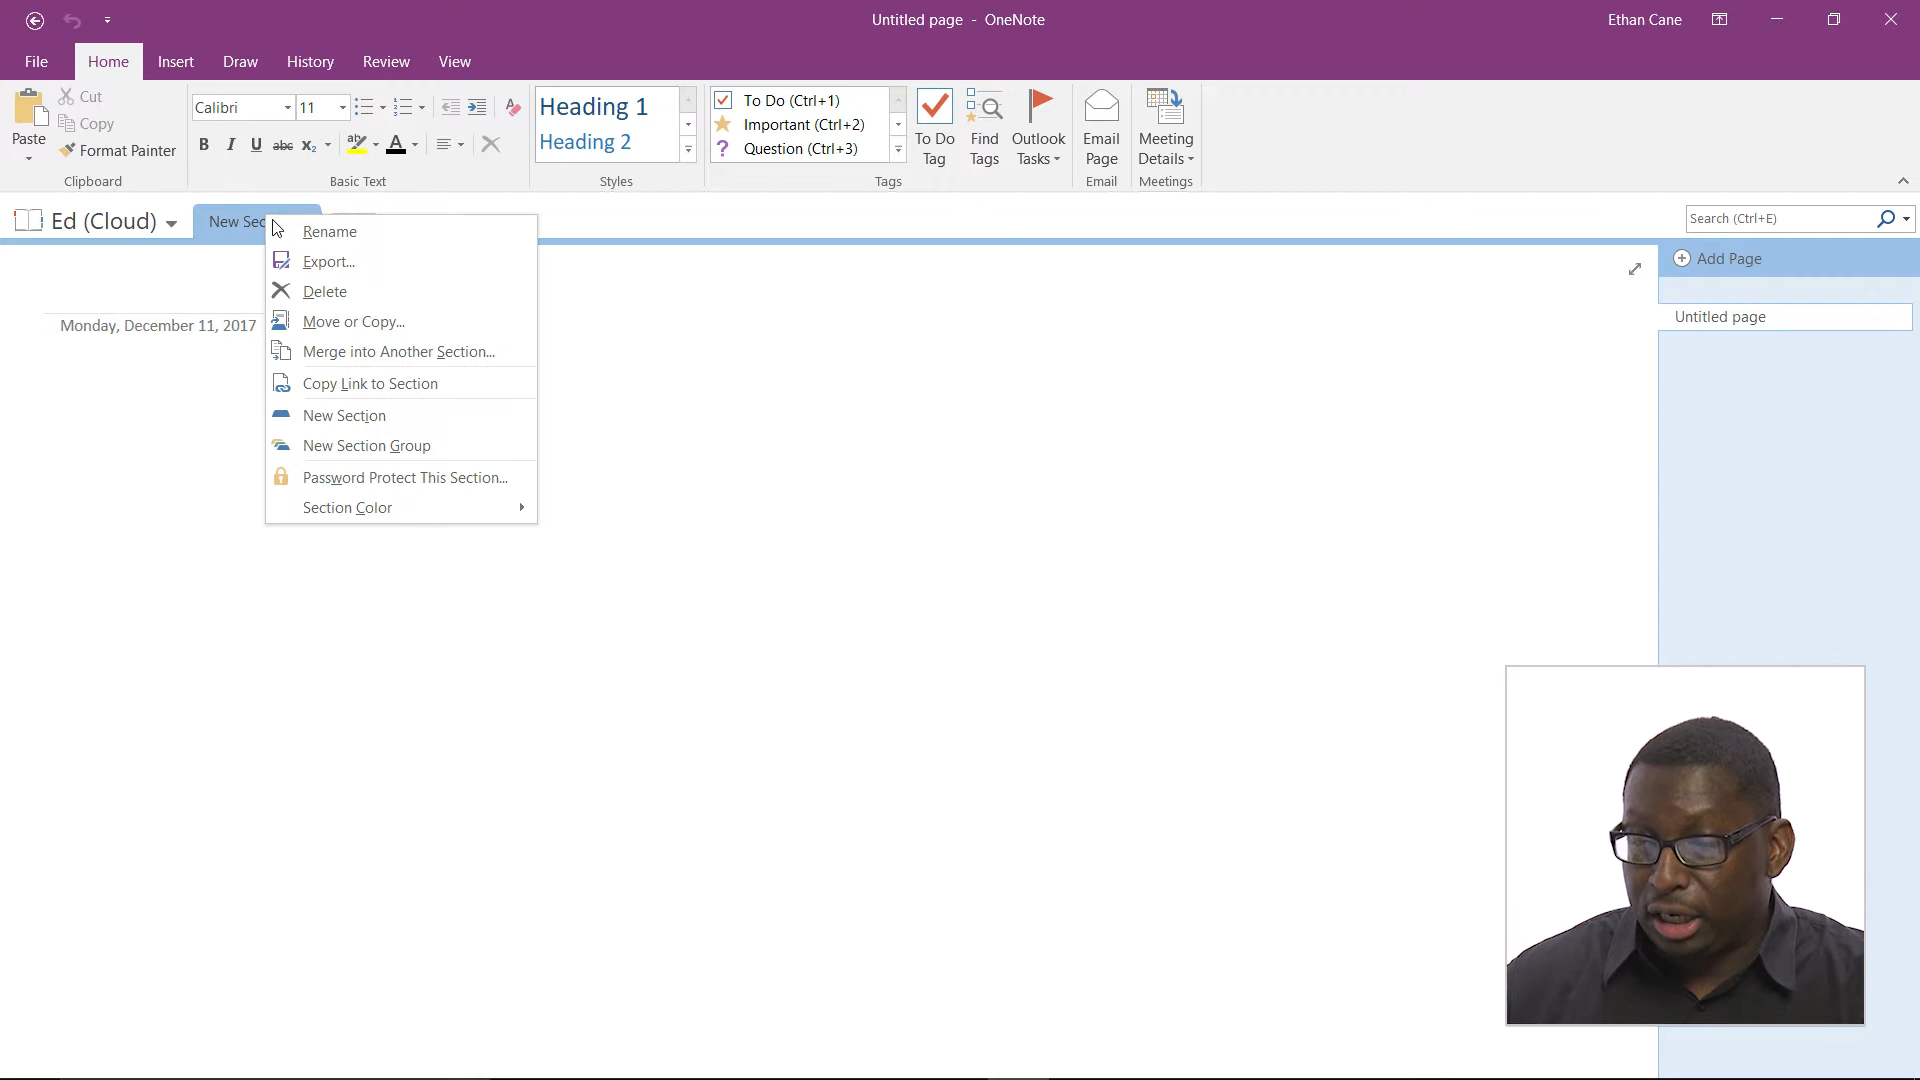 Untitled page - OneNote
Ethan Cane
File
Home
Insert
Draw
History
Review
View
Paste
Cut
Copy
Format Painter
Clipboard
Calibri
11
B
I
U
abc
X₂
aby
A
Basic Text
Heading 1
Heading 2
Styles
To Do (Ctrl+1)
Important (Ctrl+2)
Question (Ctrl+3)
To Do
Tag
Find
Tags
Outlook
Tasks
Tags
Email
Page
Email
Meeting
Details
Meetings
Ed (Cloud)
New Sec
Search (Ctrl+E)
Rename
Export...
Delete
Move or Copy...
Merge into Another Section...
Copy Link to Section
New Section
New Section Group
Password Protect This Section...
Section Color
Monday, December 11, 2017
Add Page
Untitled page